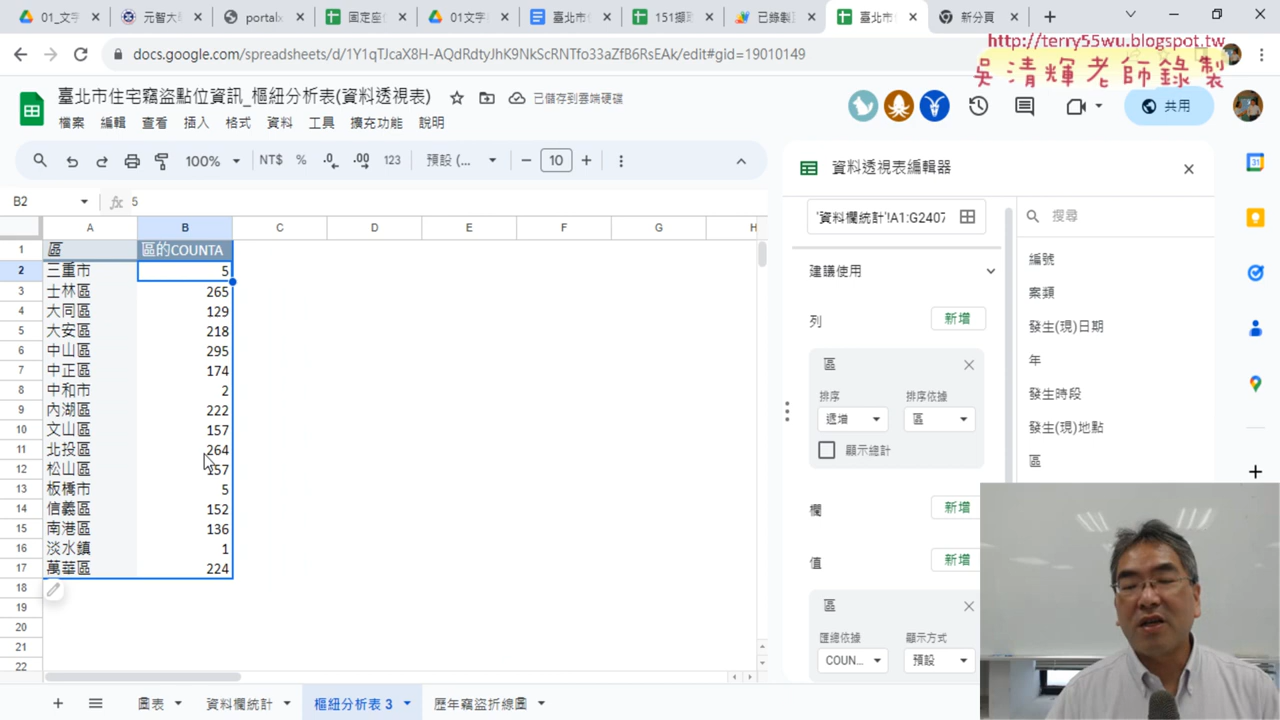 01_文字
元智大
portalx
固定座位
01文字
臺北市住
151擷取
已錄製
臺北市住
新分頁
docs.google.com/spreadsheets/d/1Y1qTJcaX8H-AQd8dtvJhK9NkScRNTfo33aZfB6RsEAk/edit#gid=19010149
http://terry55wu.blogspot.tw
吳清輝老師錄製
臺北市住宅竊盜點位資訊_樞紐分析表(資料透視表)
已儲存到雲端硬碟
共用
檔案 編輯 查看 插入 格式 資料 工具 擴充功能 說明
100% NT$ % .0 .00 123 預設 (... 10
B2 5
A B C D E F G H
1 區 區的COUNTA
2 三重市 5
3 士林區 265
4 大同區 129
5 大安區 218
6 中山區 295
7 中正區 174
8 中和市 2
9 內湖區 222
10 文山區 157
11 北投區 264
12 松山區 57
13 板橋市 5
14 信義區 152
15 南港區 136
16 淡水鎮 1
17 萬華區 224
18
19
20
21
22
資料透視表編輯器
'資料欄統計'!A1:G2407
建議使用
列 新增
區
排序 排序依據
遞增 區
顯示總計
欄 新增
值 新增
區
匯總依據 顯示方式
COUN... 預設
搜尋
編號
案類
發生(現)日期
年
發生時段
發生(現)地點
區
31
圖表 資料欄統計 樞紐分析表 3 歷年竊盜折線圖